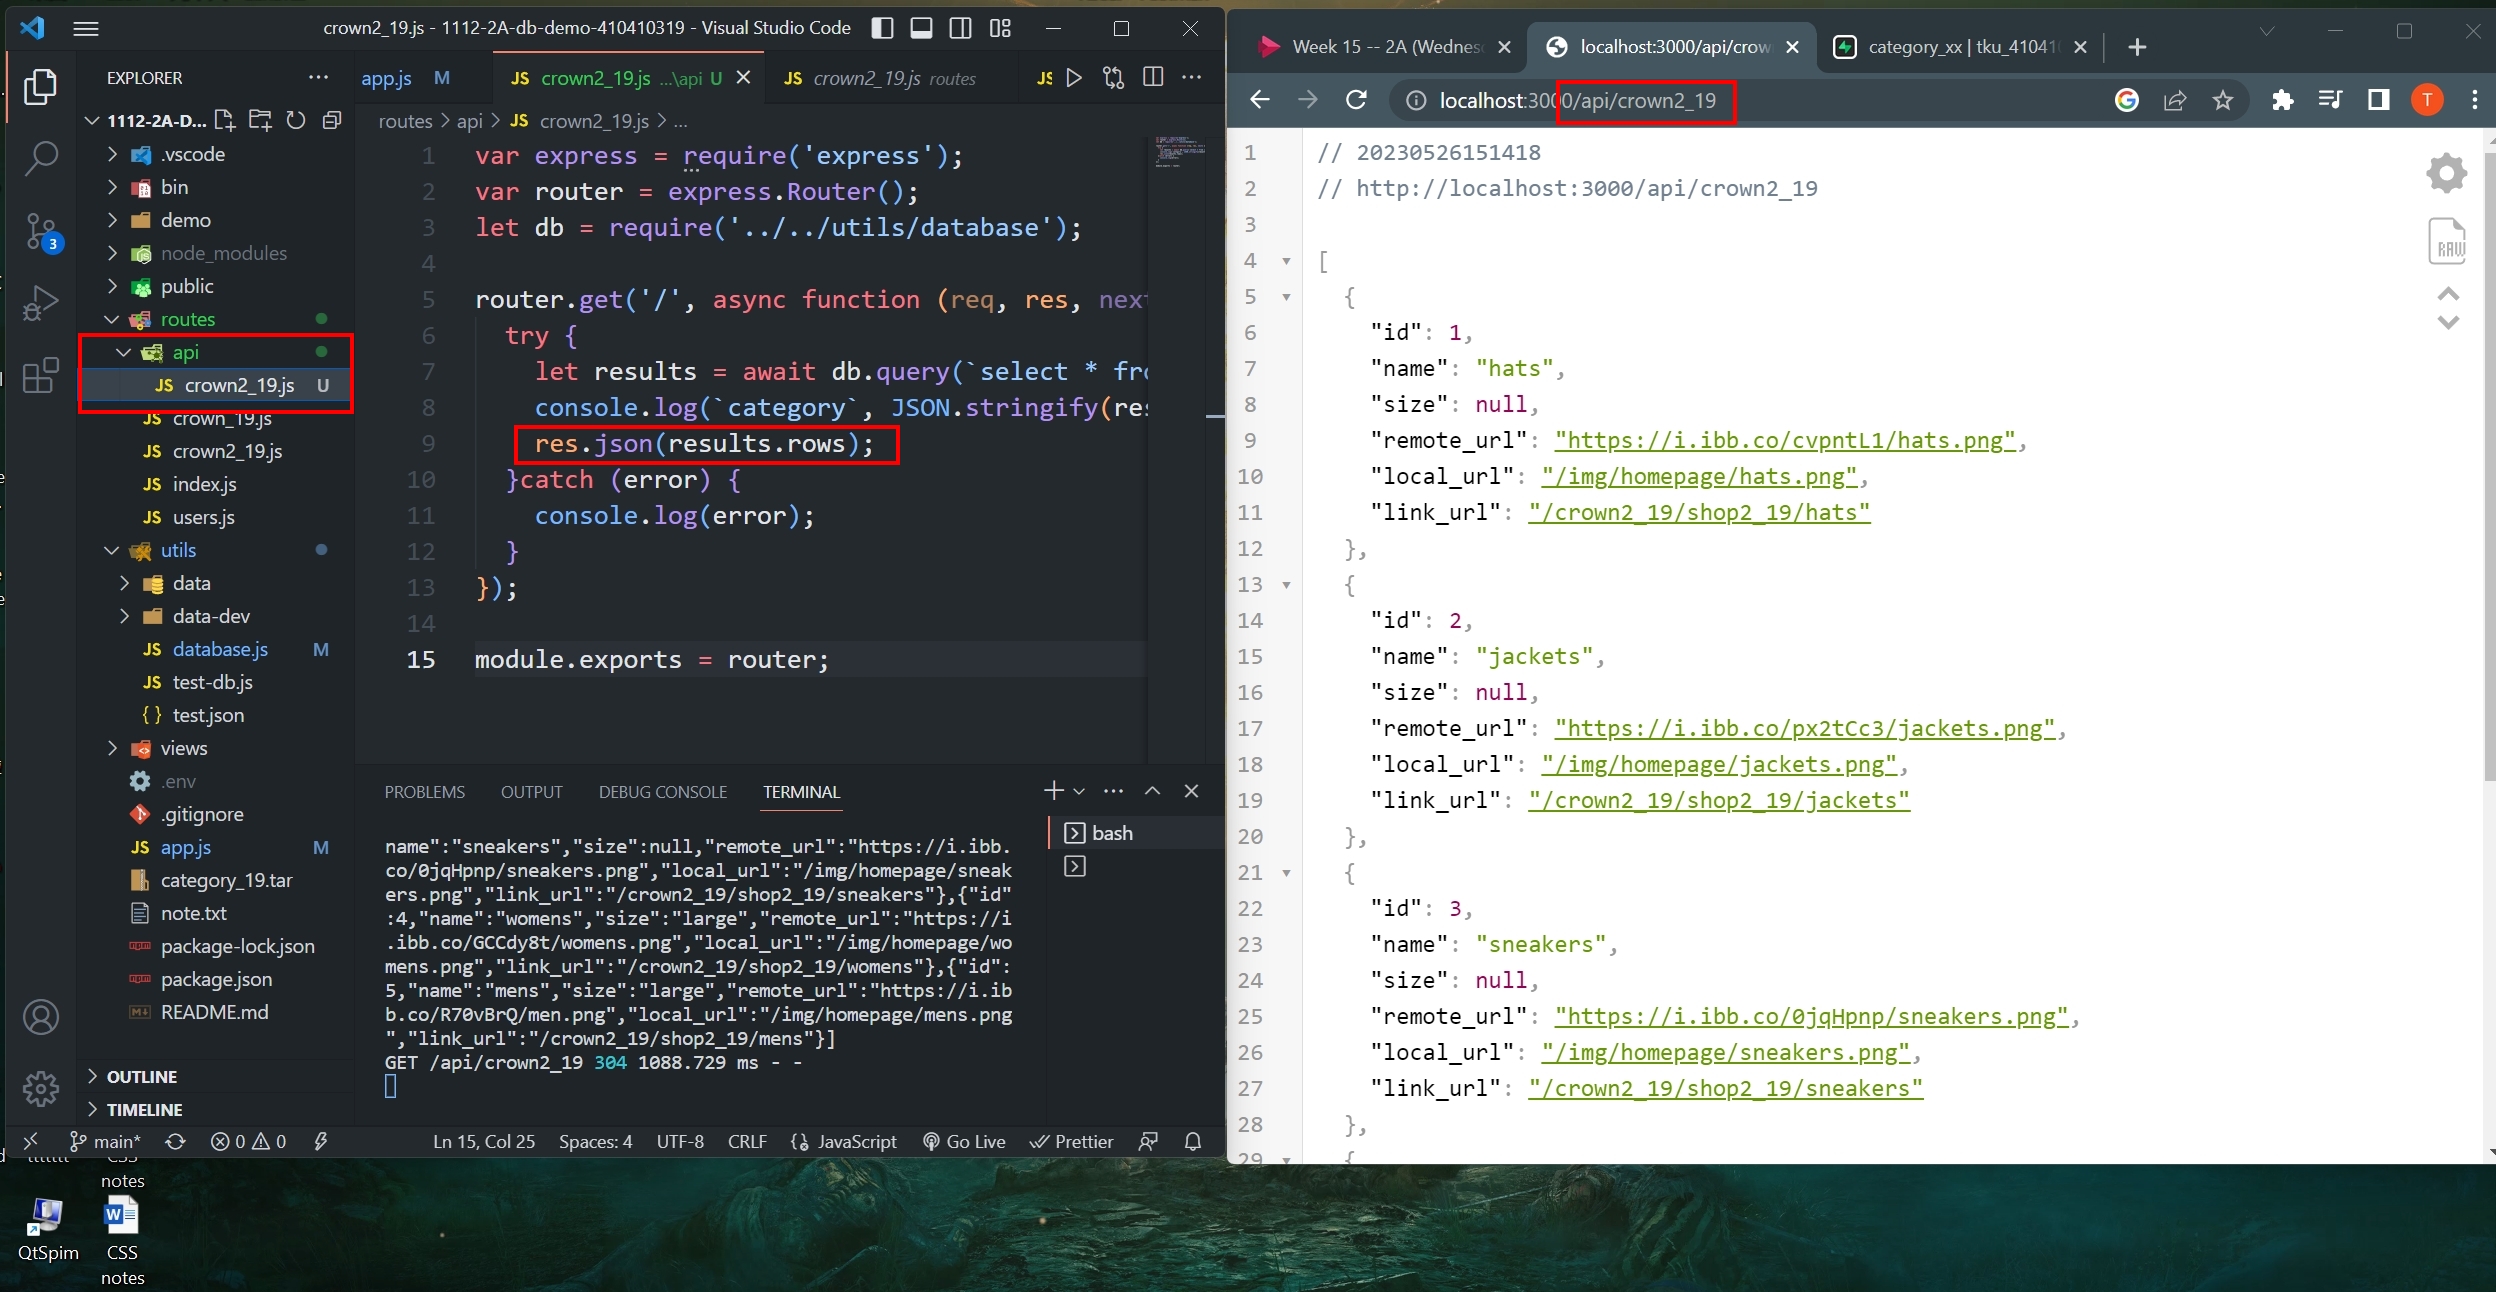 crown2_19.js - 1112-2A-db-demo-410410319 - Visual Studio Code
EXPLORER
1112-2A-D...
.vscode
bin
demo
node_modules
public
routes
api
JS crown2_19.js U
JS crown_19.js
JS crown2_19.js
JS index.js
JS users.js
utils
data
data-dev
JS database.js M
JS test-db.js
{} test.json
views
.env
.gitignore
JS app.js M
category_19.tar
note.txt
package-lock.json
package.json
README.md
OUTLINE
TIMELINE
3
app.js M
JS crown2_19.js ...\api U
JS crown2_19.js routes
JS
routes > api > JS crown2_19.js > ...
1 var express = require('express');
2 var router = express.Router();
3 let db = require('../../utils/database');
4
5 router.get('/', async function (req, res, next
6 try {
7 let results = await db.query(`select * fro
8 console.log(`category`, JSON.stringify(res
9 res.json(results.rows);
10 }catch (error) {
11 console.log(error);
12 }
13 });
14
15 module.exports = router;
PROBLEMS OUTPUT DEBUG CONSOLE TERMINAL
bash
name":"sneakers","size":null,"remote_url":"https://i.ibb.
co/0jqHpnp/sneakers.png","local_url":"/img/homepage/sneak
ers.png","link_url":"/crown2_19/shop2_19/sneakers"},{"id"
:4,"name":"womens","size":"large","remote_url":"https://i
.ibb.co/GCCdy8t/womens.png","local_url":"/img/homepage/wo
mens.png","link_url":"/crown2_19/shop2_19/womens"},{"id":
5,"name":"mens","size":"large","remote_url":"https://i.ib
b.co/R70vBrQ/men.png","local_url":"/img/homepage/mens.png
","link_url":"/crown2_19/shop2_19/mens"}]
GET /api/crown2_19 304 1088.729 ms - -
main* 0 0 Ln 15, Col 25 Spaces: 4 UTF-8 CRLF JavaScript Go Live Prettier
Week 15 -- 2A (Wednes
localhost:3000/api/crow
category_xx | tku_41041
localhost:3000/api/crown2_19
T
1 // 20230526151418
2 // http://localhost:3000/api/crown2_19
3
4 [
5 {
6 "id": 1,
7 "name": "hats",
8 "size": null,
9 "remote_url": "https://i.ibb.co/cvpntL1/hats.png",
10 "local_url": "/img/homepage/hats.png",
11 "link_url": "/crown2_19/shop2_19/hats"
12 },
13 {
14 "id": 2,
15 "name": "jackets",
16 "size": null,
17 "remote_url": "https://i.ibb.co/px2tCc3/jackets.png",
18 "local_url": "/img/homepage/jackets.png",
19 "link_url": "/crown2_19/shop2_19/jackets"
20 },
21 {
22 "id": 3,
23 "name": "sneakers",
24 "size": null,
25 "remote_url": "https://i.ibb.co/0jqHpnp/sneakers.png",
26 "local_url": "/img/homepage/sneakers.png",
27 "link_url": "/crown2_19/shop2_19/sneakers"
28 },
29 {
RAW
CSS
notes
QtSpim
CSS
notes